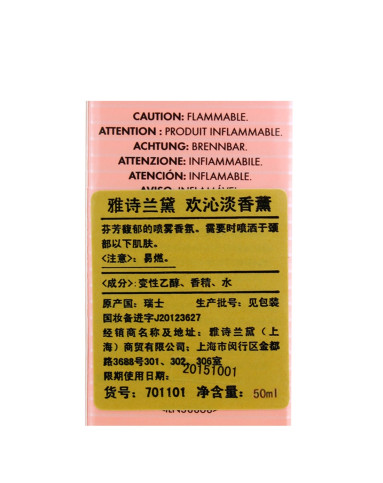 CAUTION: FLAMMABLE.
ATTENTION : PRODUIT INFLAMMABLE.
ACHTUNG: BRENNBAR.
ATTENZIONE: INFIAMMABILE.
ATENCIÓN: INFLAMABLE.
AVISO: INFLAMÁVEL
雅诗兰黛 欢沁淡香薰
芬芳馥郁的喷雾香氛。需要时喷洒于颈
部以下肌肤。
<注意>: 易燃。
<成分>:变性乙醇、香精、水
原产国: 瑞士 生产批号: 见包装
国妆备进字J20123627
经销商名称及地址: 雅诗兰黛 (上
海) 商贸有限公司; 上海市闵行区金都
路3688号301、302、306室
限期使用日期: 20151001
货号: 701101 净含量: 50ml